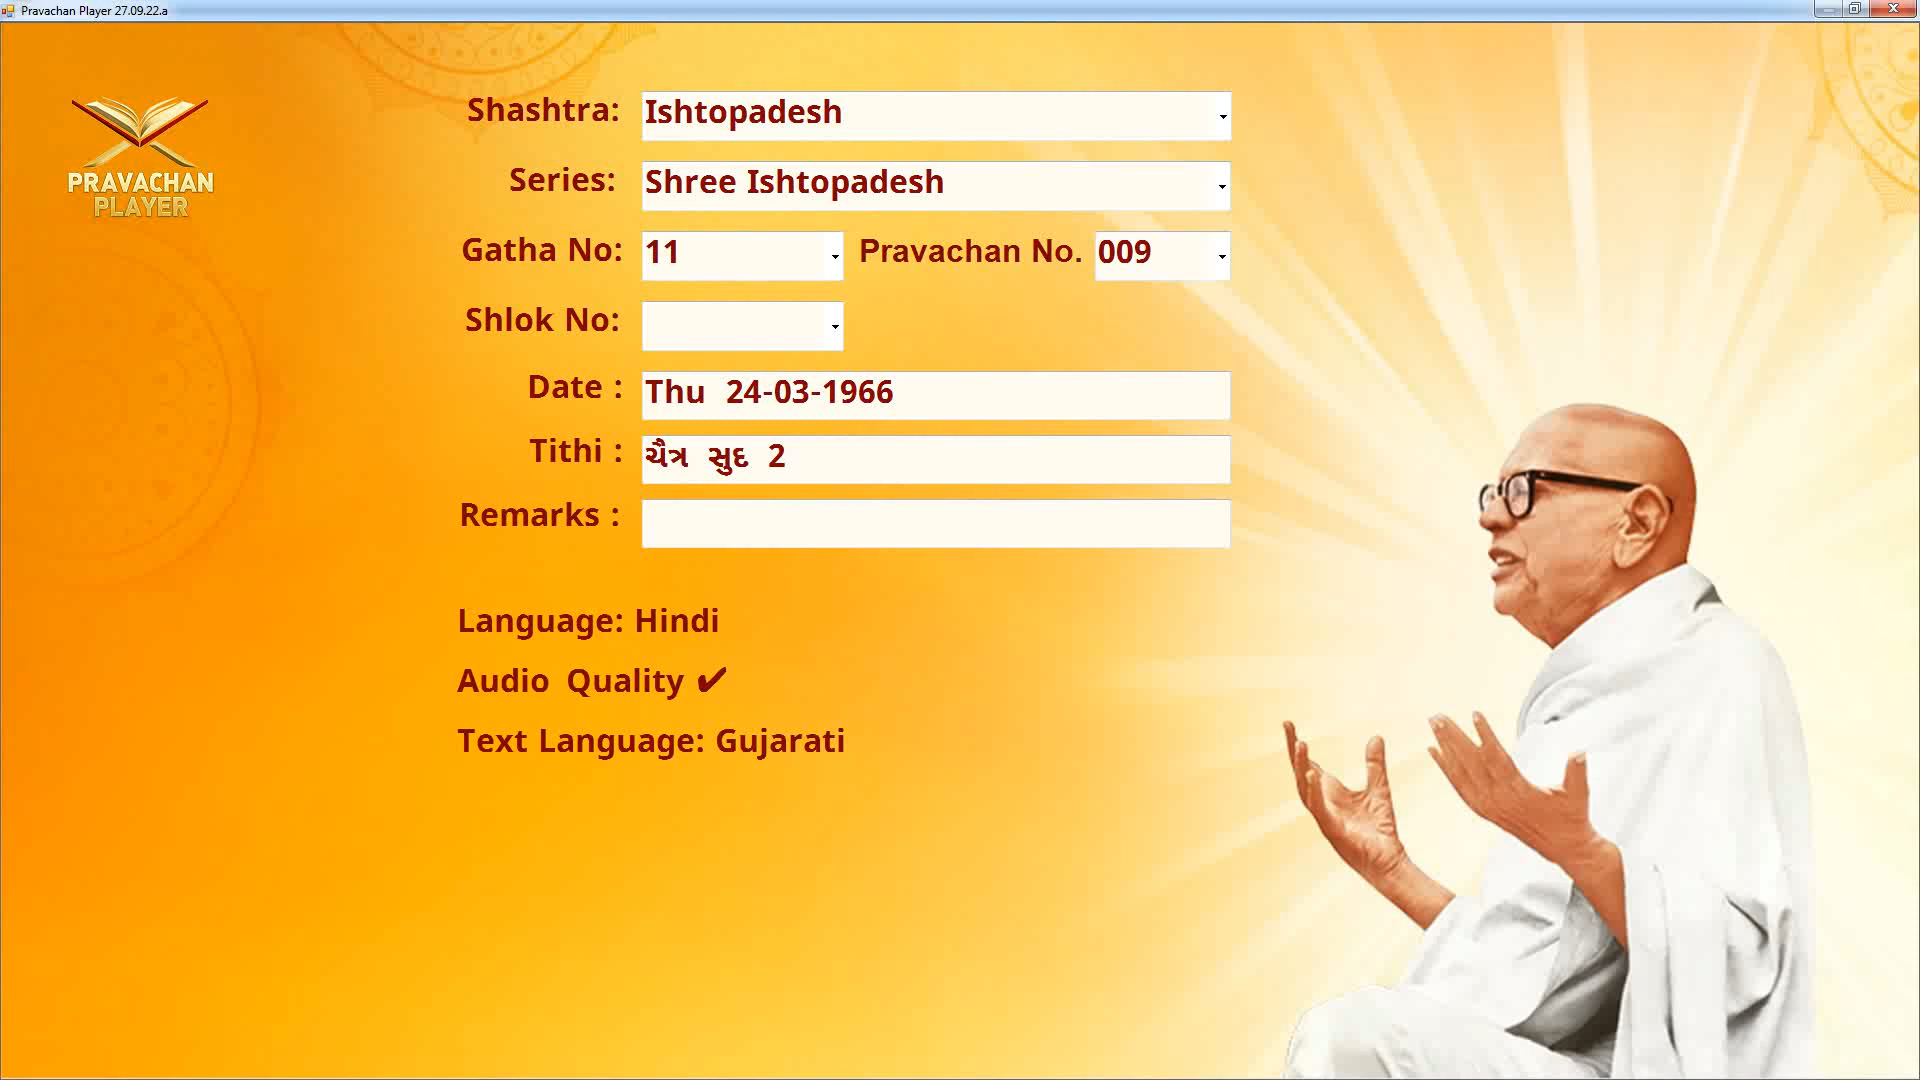 Pravachan Player 27.09.22.a
PRAVACHAN
PLAYER
Shashtra: Ishtopadesh
Series: Shree Ishtopadesh
Gatha No: 11 Pravachan No. 009
Shlok No:
Date : Thu 24-03-1966
Tithi : ચૈત્ર સુદ 2
Remarks :
Language: Hindi
Audio Quality ✔
Text Language: Gujarati